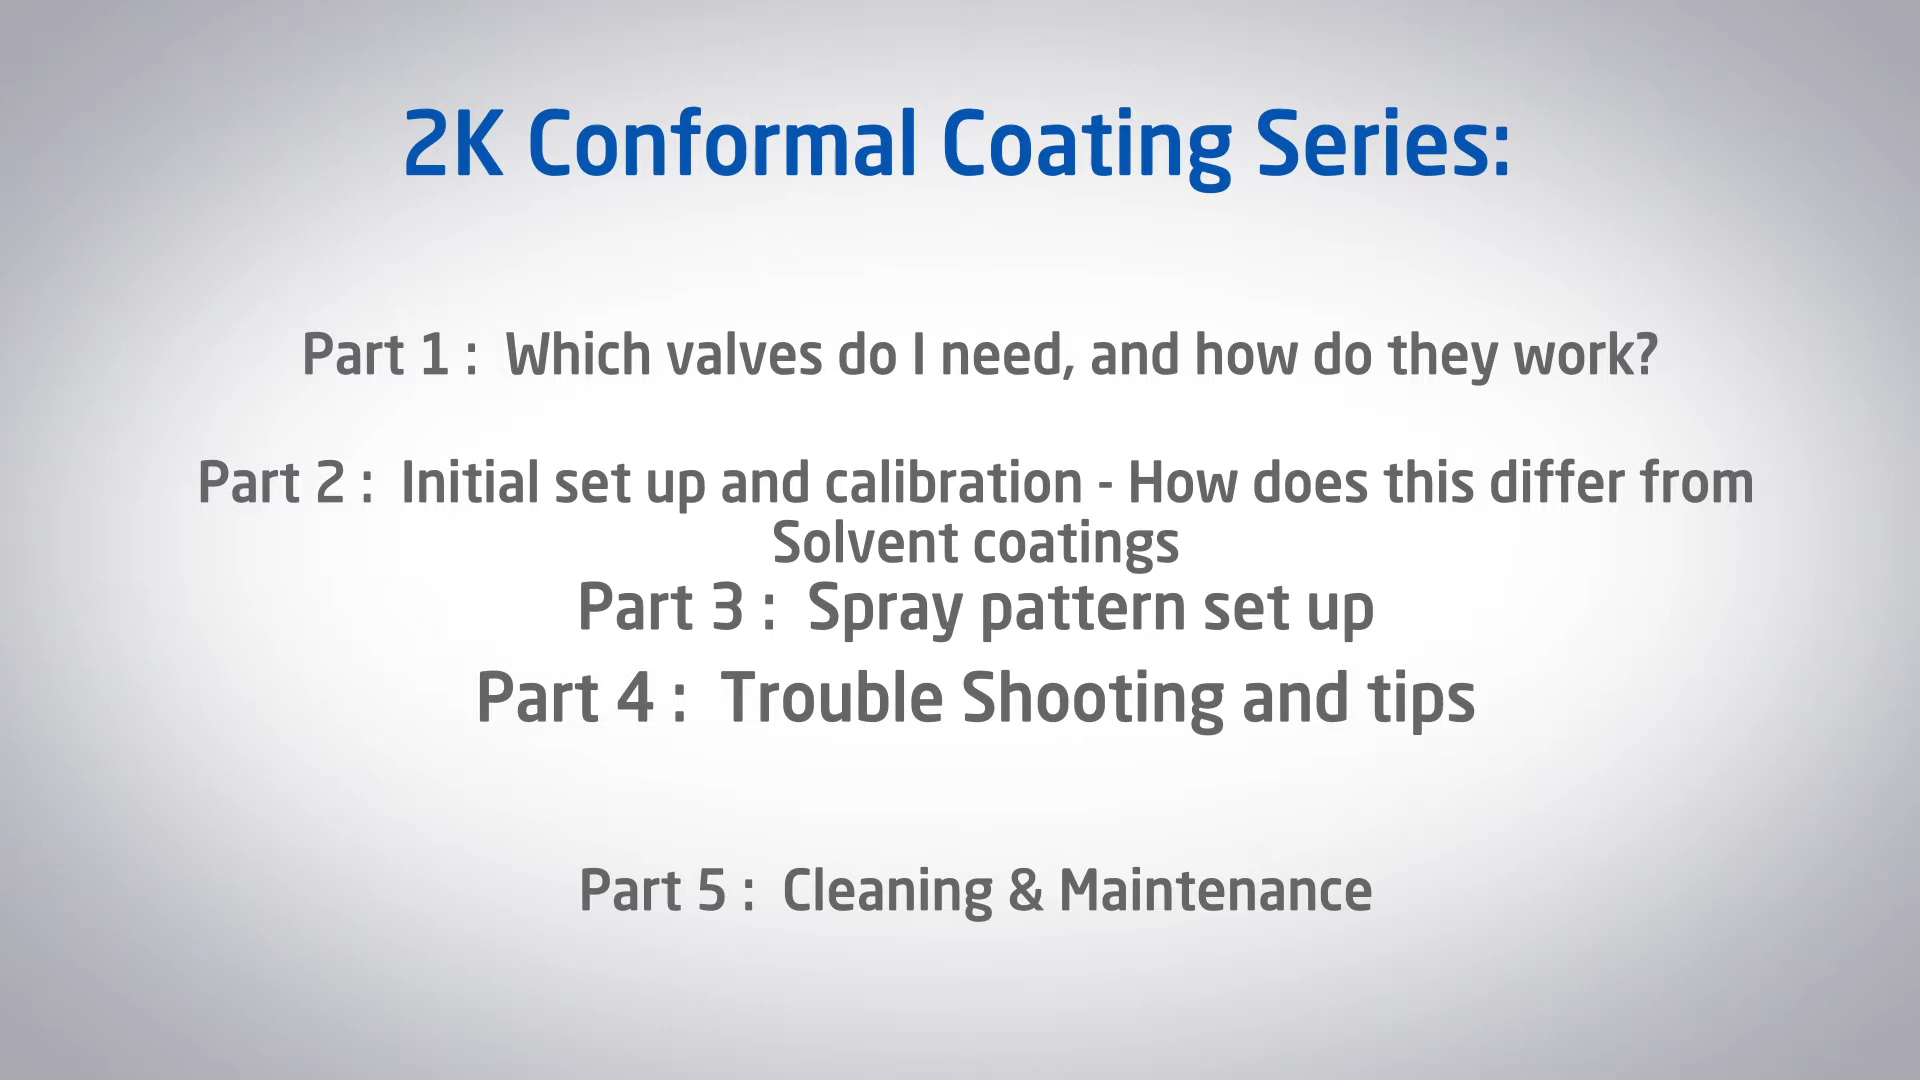 2K Conformal Coating Series:
Part 1 :  Which valves do I need, and how do they work?
Part 2 :  Initial set up and calibration - How does this differ from
Solvent coatings
Part 3 :  Spray pattern set up
Part 4 :  Trouble Shooting and tips
Part 5 :  Cleaning & Maintenance